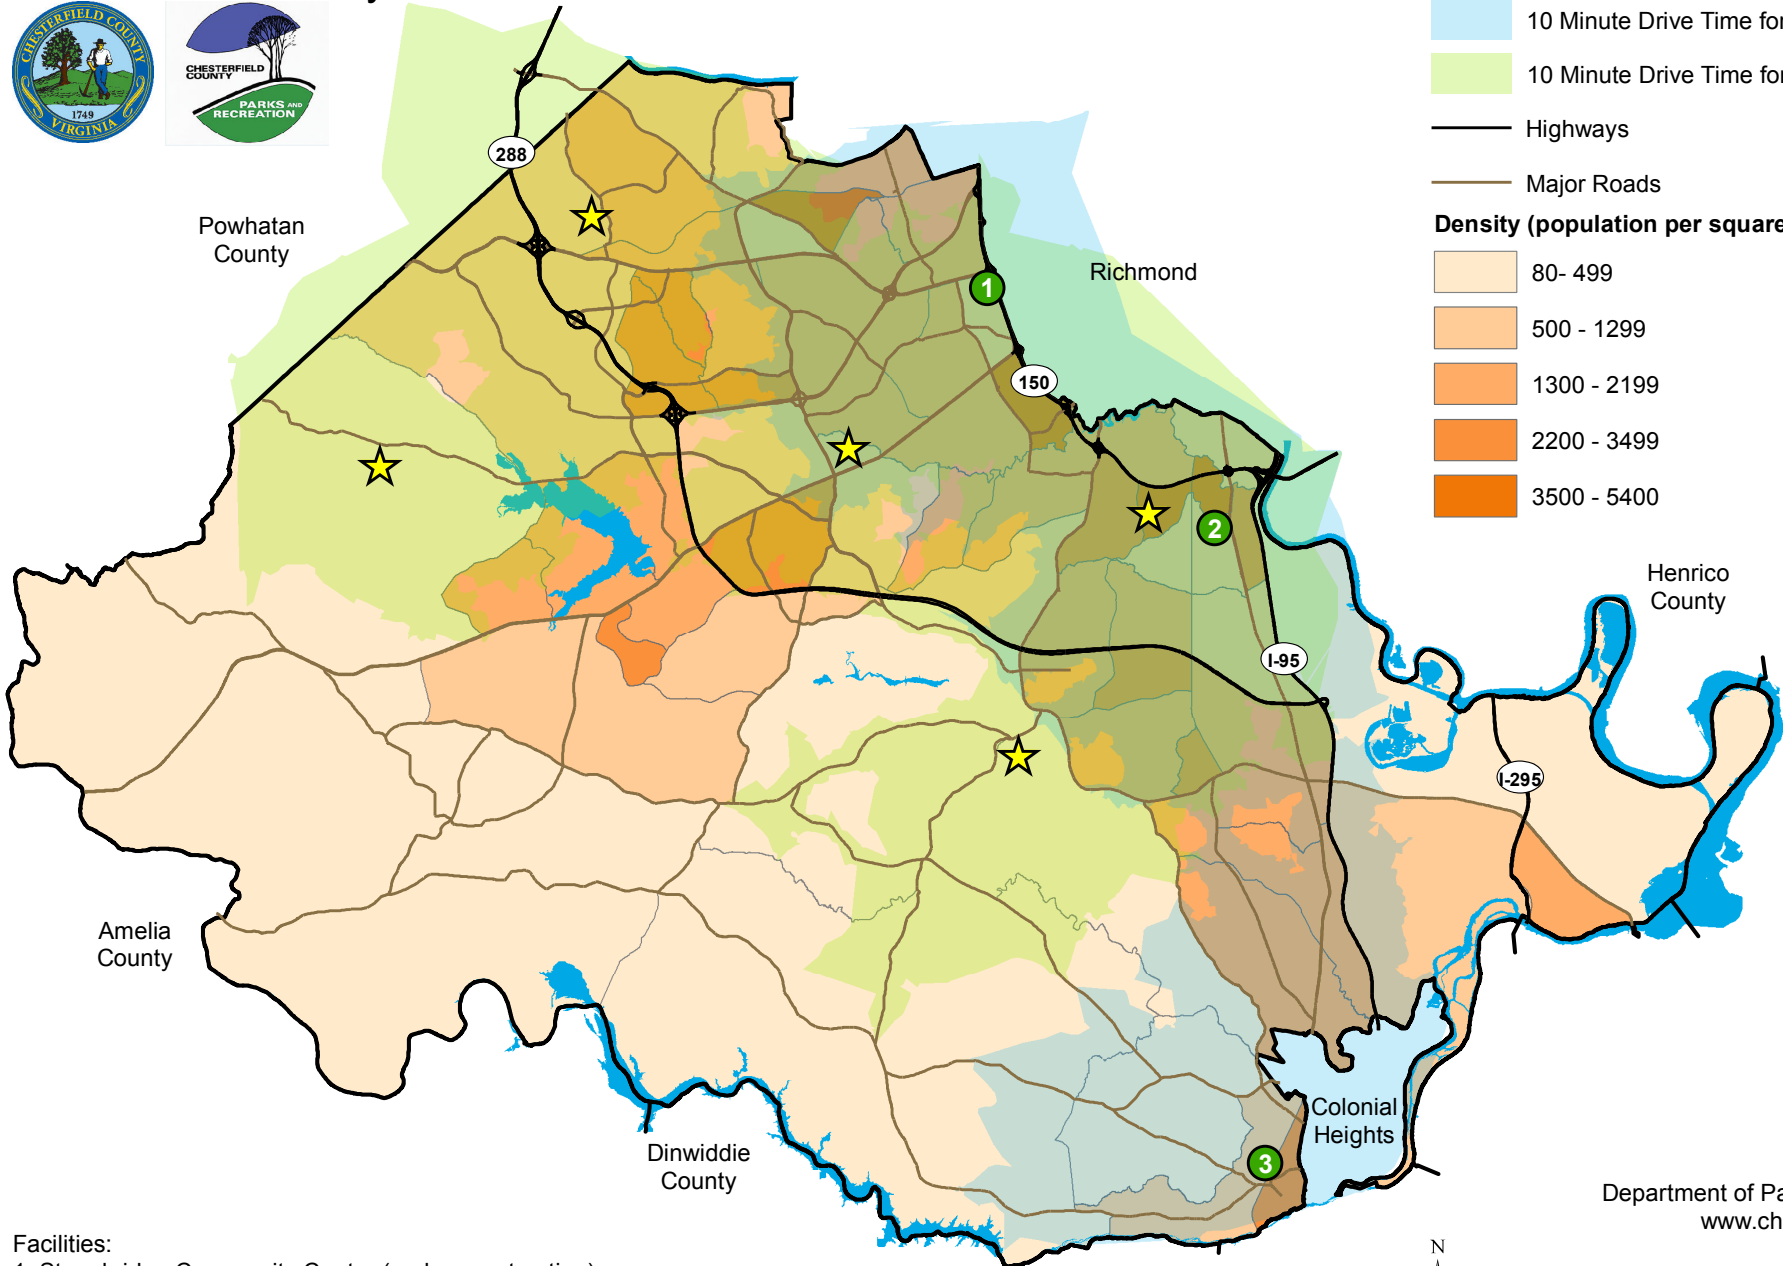 CHESTERFIELD COUNTY
1749
VIRGINIA
CHESTERFIELD
COUNTY
PARKS AND
RECREATION
10 Minute Drive Time for
10 Minute Drive Time for
Highways
Major Roads
Density (population per square
80- 499
500 - 1299
1300 - 2199
2200 - 3499
3500 - 5400
288
Powhatan
County
Richmond
1
150
2
Henrico
County
I-95
I-295
Amelia
County
Colonial
Heights
3
Dinwiddie
County
Department of Pa
www.ch
Facilities:
N